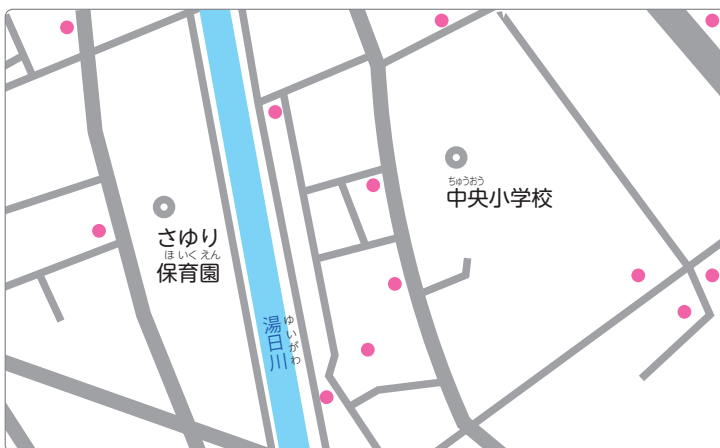 さゆり
ほいくえん
保育園
ちゅうおう
中央小学校
湯日川
ゆいがわ